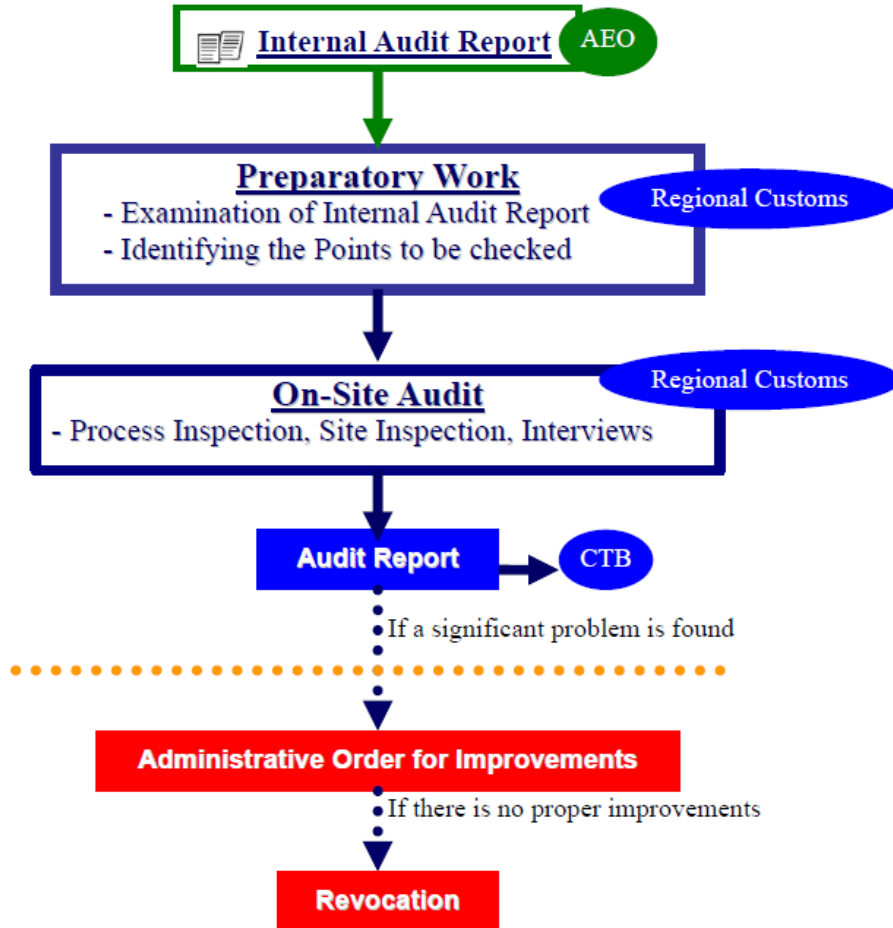 Internal Audit Report
AEO
Preparatory Work
- Examination of Internal Audit Report
- Identifying the Points to be checked
Regional Customs
On-Site Audit
- Process Inspection, Site Inspection, Interviews
Regional Customs
Audit Report
CTB
If a significant problem is found
Administrative Order for Improvements
If there is no proper improvements
Revocation